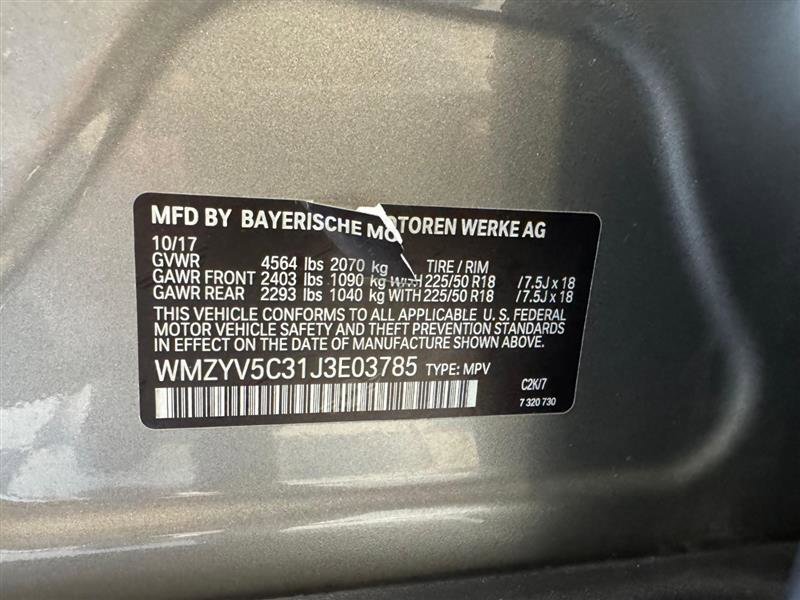 MFD BY BAYERISCHE MOTOREN WERKE AG
10/17
GVWR 4564 lbs 2070 kg TIRE / RIM
GAWR FRONT 2403 lbs 1090 kg WITH 225/50 R18 /7.5J x 18
GAWR REAR 2293 lbs 1040 kg WITH 225/50 R18 /7.5J x 18
THIS VEHICLE CONFORMS TO ALL APPLICABLE U. S. FEDERAL
MOTOR VEHICLE SAFETY AND THEFT PREVENTION STANDARDS
IN EFFECT ON THE DATE OF MANUFACTURE SHOWN ABOVE.
WMZYV5C31J3E03785 TYPE: MPV
C2K/7
7 320 730